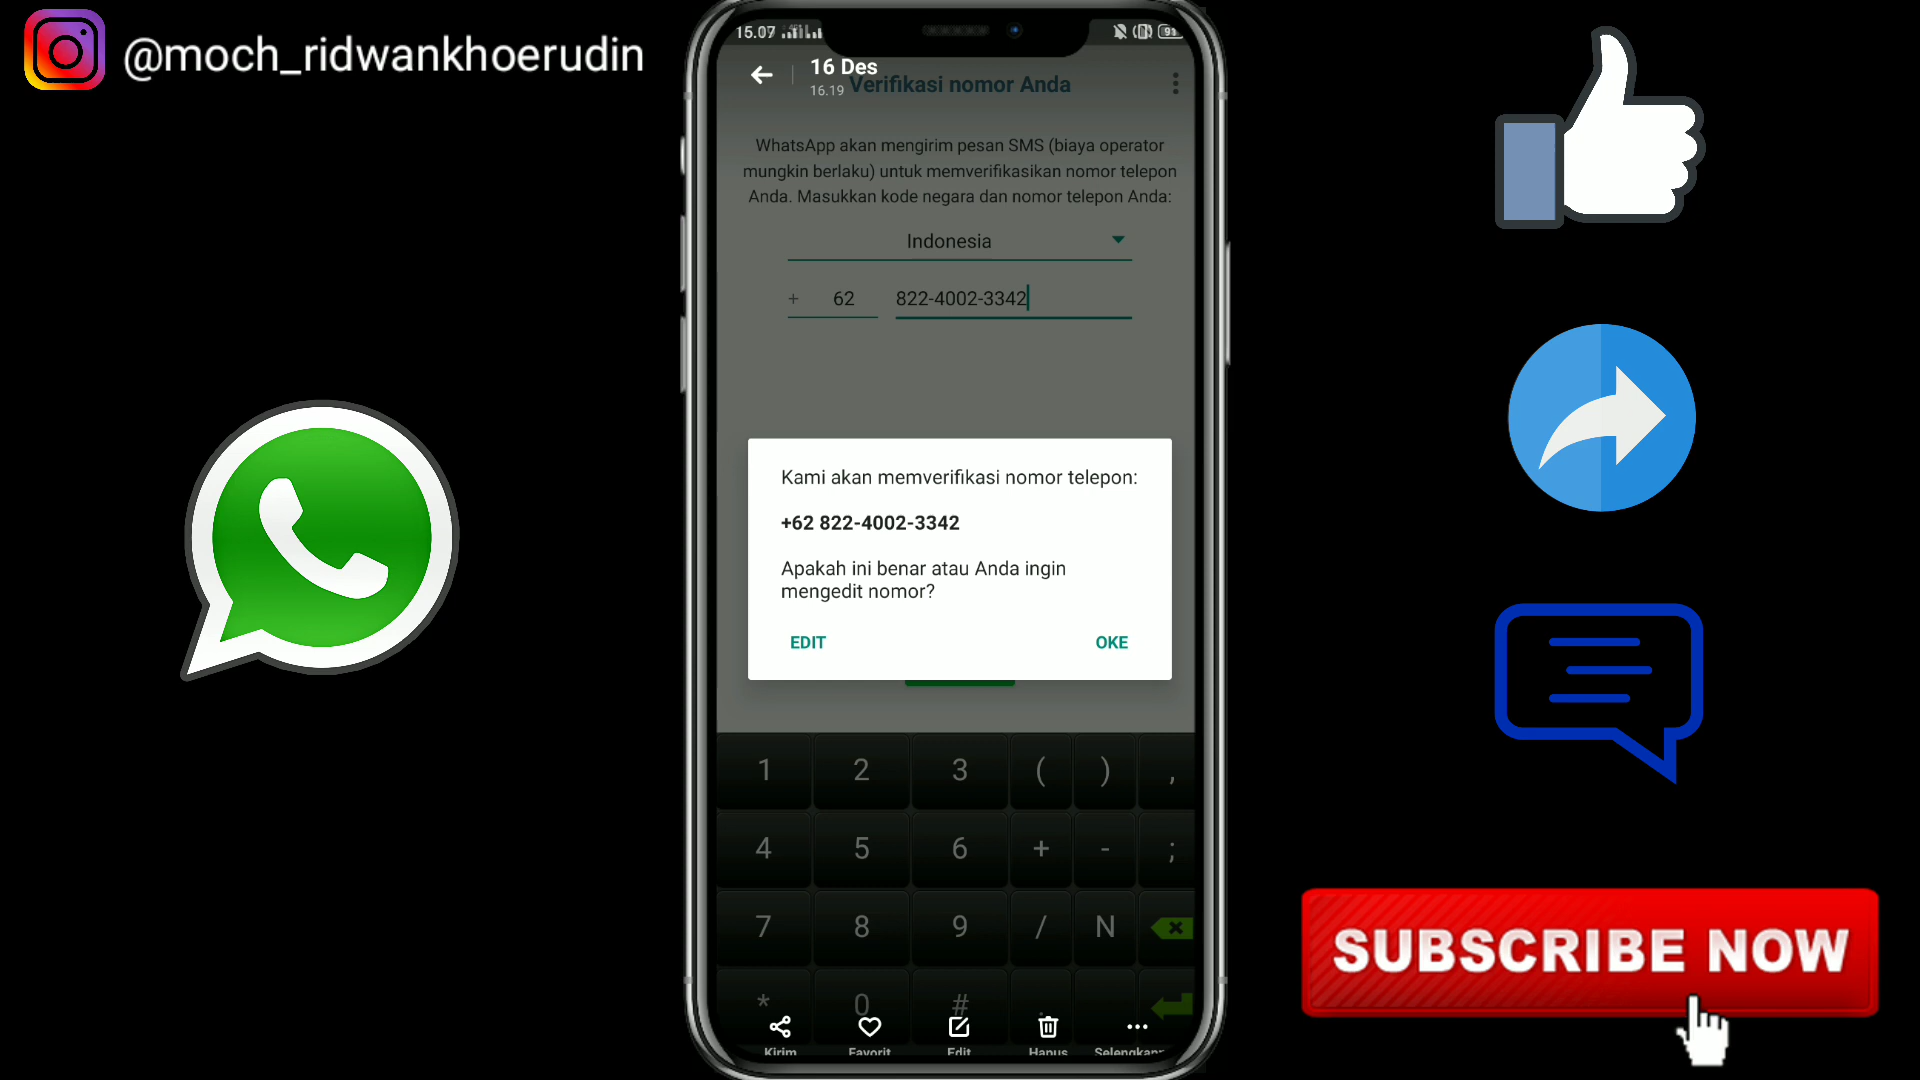 @moch_ridwankhoerudin
15.07
91
16 Des
16.19
Verifikasi nomor Anda
WhatsApp akan mengirim pesan SMS (biaya operator
mungkin berlaku) untuk memverifikasikan nomor telepon
Anda. Masukkan kode negara dan nomor telepon Anda:
Indonesia
+ 62 822-4002-3342
Kami akan memverifikasi nomor telepon:
+62 822-4002-3342
Apakah ini benar atau Anda ingin
mengedit nomor?
EDIT OKE
1 2 3 ( ) ,
4 5 6 + - ;
7 8 9 / N
* 0 #
Kirim Favorit Edit Hapus
SUBSCRIBE NOW